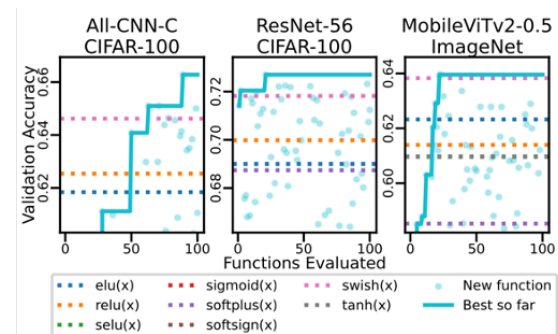 All-CNN-C ResNet-56 MobileViTv2-0.5
CIFAR-100 CIFAR-100 ImageNet
Validation Accuracy
0.66
0.64
0.62
0 50 100
0.72
0.70
0.68
0 50 100
0.64
0.62
0.60
0 50 100
Functions Evaluated
elu(x) sigmoid(x) swish(x) New function
relu(x) softplus(x) tanh(x) Best so far
selu(x) softsign(x)